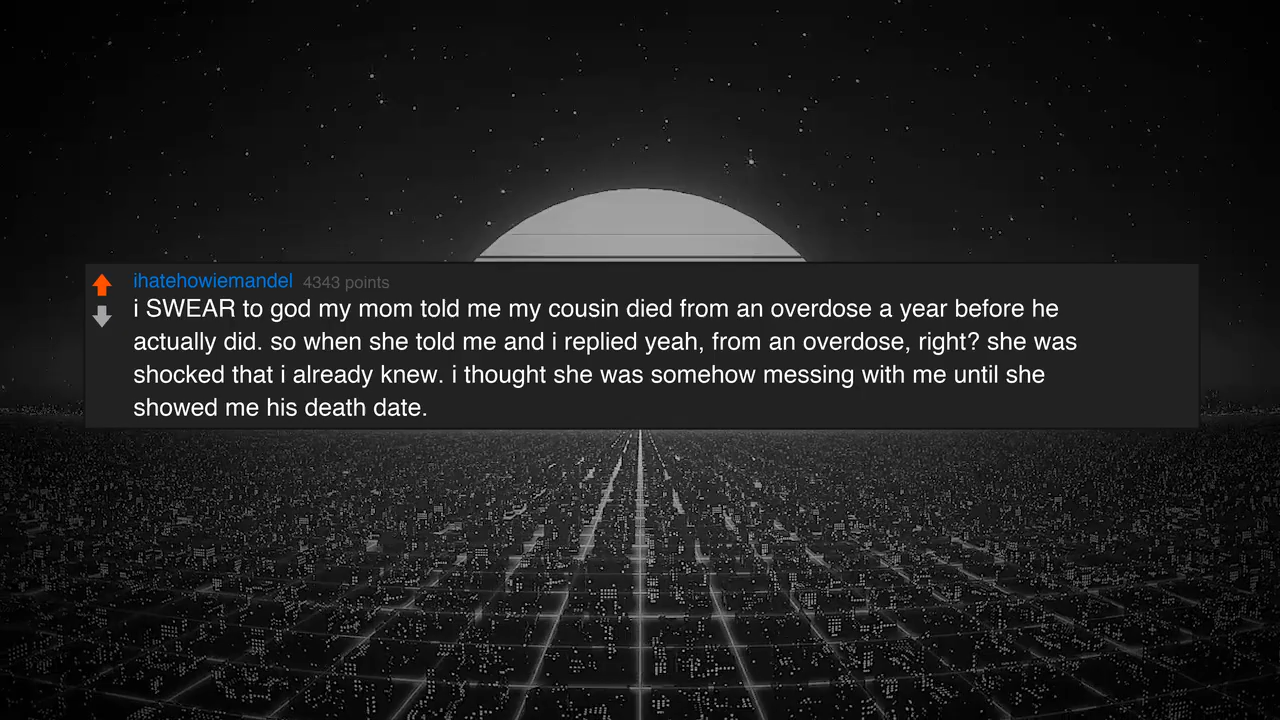 ihatehowiemandel 4343 points
i SWEAR to god my mom told me my cousin died from an overdose a year before he
actually did. so when she told me and i replied yeah, from an overdose, right? she was
shocked that i already knew. i thought she was somehow messing with me until she
showed me his death date.